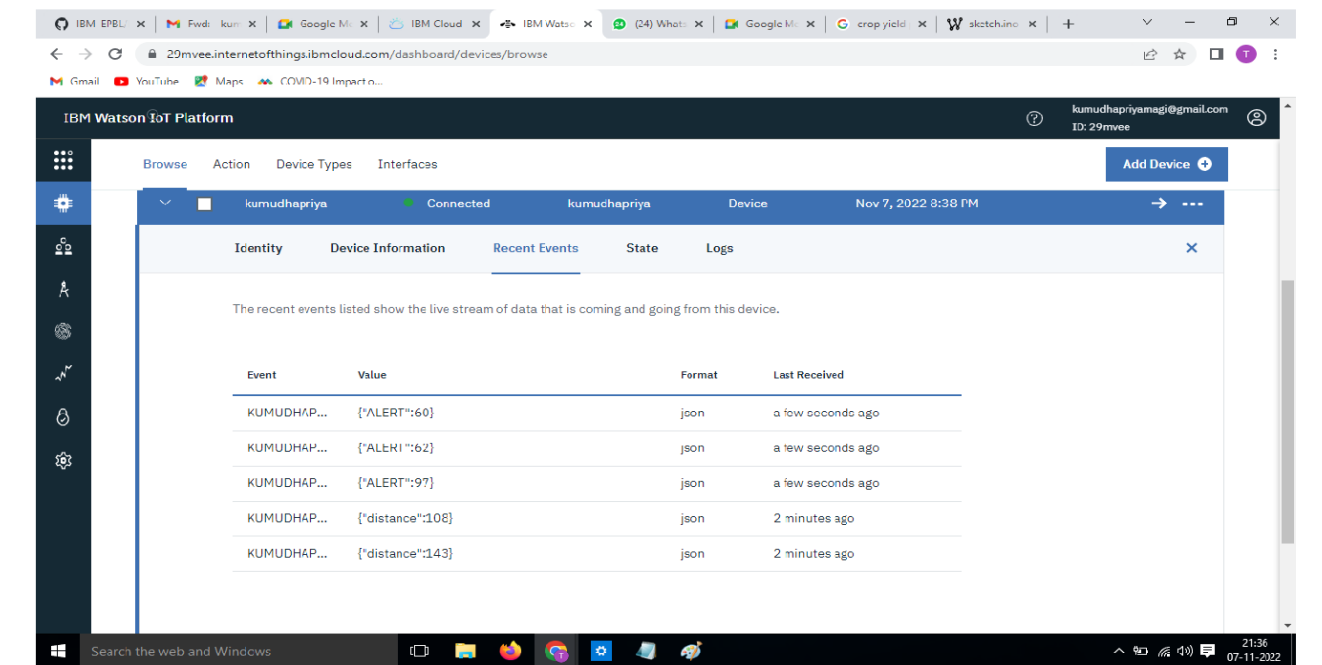 IBM EPBL/ Fwd: kum Google Me IBM Cloud IBM Watso (24) Whats Google Me crop yield sketch.ino
29mvee.internetofthings.ibmcloud.com/dashboard/devices/browse
T
Gmail YouTube Maps COVID-19 Impact o...
IBM Watson IoT Platform
kumudhapriyamagi@gmail.com
ID: 29mvee
Browse Action Device Types Interfaces Add Device
kumudhapriya Connected kumudhapriya Device Nov 7, 2022 8:38 PM
Identity Device Information Recent Events State Logs
The recent events listed show the live stream of data that is coming and going from this device.
Event Value Format Last Received
KUMUDHAP... {"ALERT":60} json a few seconds ago
KUMUDHAP... {"ALERT":62} json a few seconds ago
KUMUDHAP... {"ALERT":97} json a few seconds ago
KUMUDHAP... {"distance":108} json 2 minutes ago
KUMUDHAP... {"distance":143} json 2 minutes ago
Search the web and Windows
21:36
07-11-2022